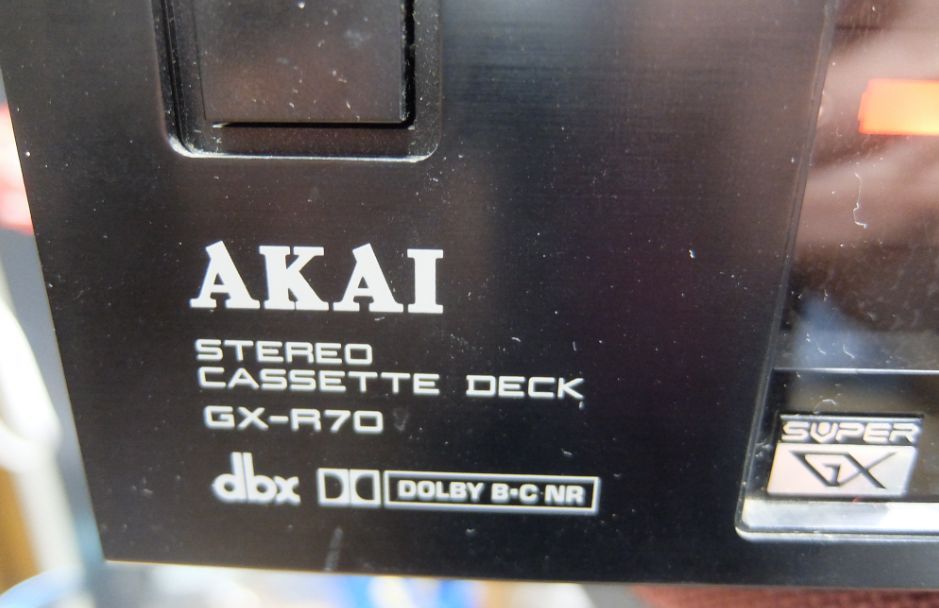 AKAI
STEREO
CASSETTE DECK
GX-R70
dbx DOLBY B•C NR
SUPER
GX